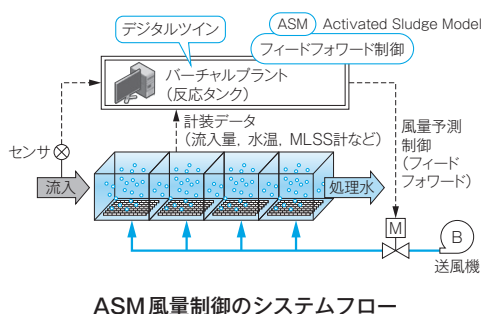 デジタルツイン
ASM Activated Sludge Model
フィードフォワード制御
バーチャルプラント
(反応タンク)
計装データ
(流入量, 水温, MLSS計など)
風量予測
制御
(フィード
フォワード)
センサ
流入
処理水
M
B
送風機
ASM風量制御のシステムフロー